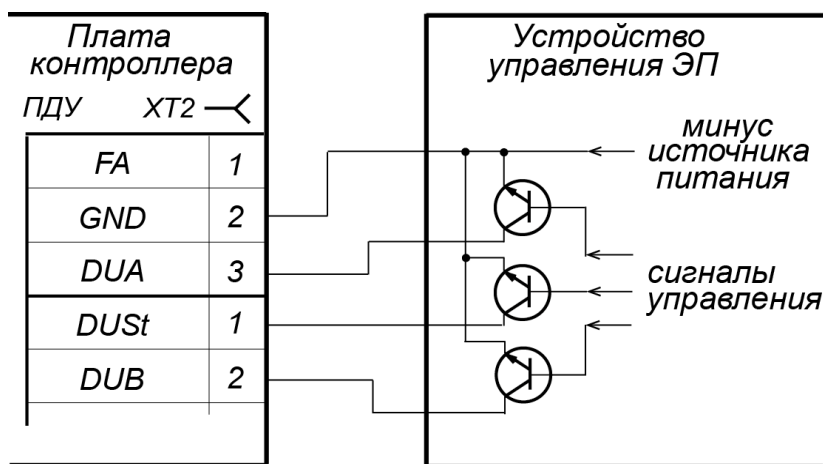 Плата
контроллера
ПДУ XT2
FA 1
GND 2
DUA 3
DUSt 1
DUB 2
Устройство
управления ЭП
минус
источника
питания
сигналы
управления